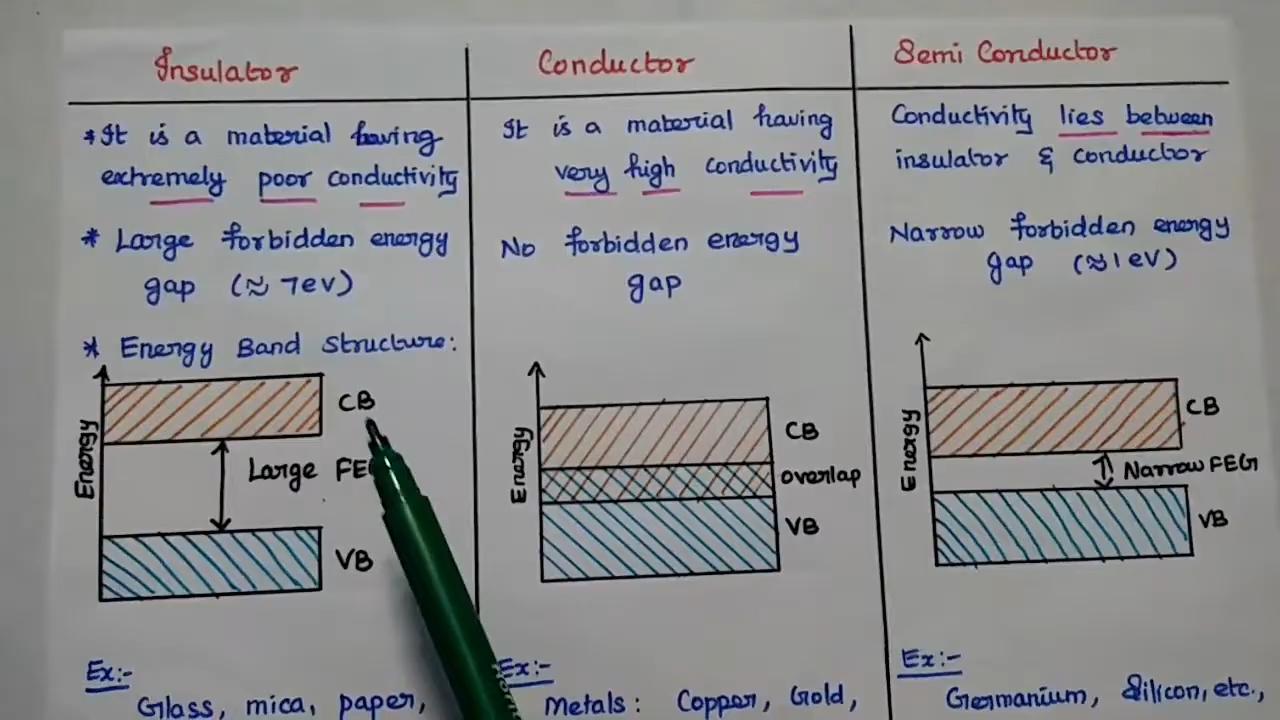 Insulator
*It is a material having
extremely poor conductivity
* Large forbidden energy
gap (≈ 7ev)
* Energy Band Structure:
Energy
CB
Large FEG
VB
Ex:-
Glass, mica, paper,
Conductor
It is a material having
very high conductivity
No forbidden energy
gap
Energy
CB
overlap
VB
Ex:-
Metals: Copper, Gold,
Semi Conductor
Conductivity lies between
insulator & conductor
Narrow forbidden energy
gap (≈1ev)
Energy
CB
Narrow FEG
VB
Ex:-
Germanium, Silicon, etc.,